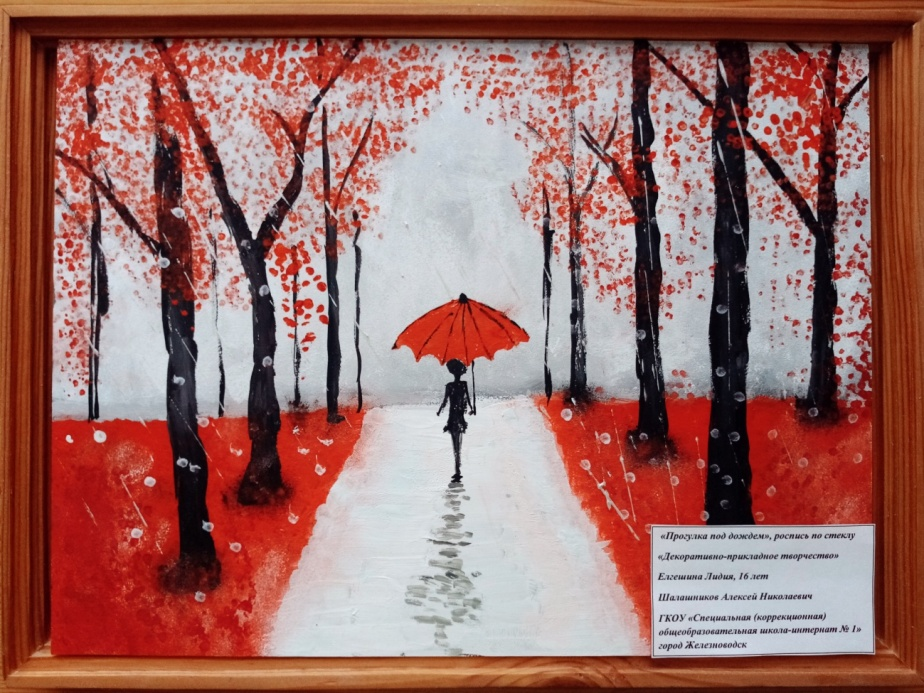 «Прогулка под дождем», роспись по стеклу
«Декоративно-прикладное творчество»
Елгешина Лидия, 16 лет
Шалашников Алексей Николаевич
ГКОУ «Специальная (коррекционная)
общеобразовательная школа-интернат № 1»
город Железноводск